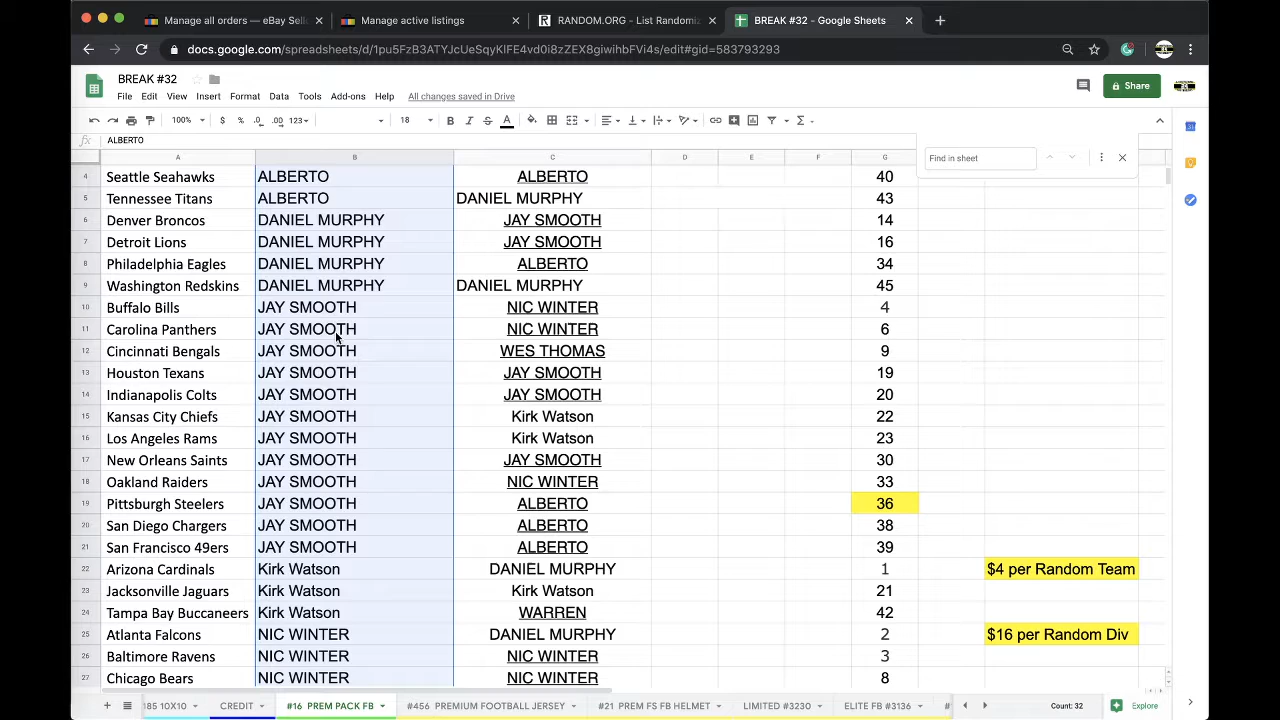 Manage all orders — eBay Sell
Manage active listings
RANDOM.ORG - List Randomiz
BREAK #32 - Google Sheets
docs.google.com/spreadsheets/d/1pu5FzB3ATYJcUeSqyKlFE4vd0i8zZEX8giwihbFVi4s/edit#gid=583793293
BREAK #32
File Edit View Insert Format Data Tools Add-ons Help All changes saved in Drive
Share
100% $ % .0 .00 123 18 B I S A
fx ALBERTO
Find in sheet
A B C D E F G
4 Seattle Seahawks ALBERTO ALBERTO 40
5 Tennessee Titans ALBERTO DANIEL MURPHY 43
6 Denver Broncos DANIEL MURPHY JAY SMOOTH 14
7 Detroit Lions DANIEL MURPHY JAY SMOOTH 16
8 Philadelphia Eagles DANIEL MURPHY ALBERTO 34
9 Washington Redskins DANIEL MURPHY DANIEL MURPHY 45
10 Buffalo Bills JAY SMOOTH NIC WINTER 4
11 Carolina Panthers JAY SMOOTH NIC WINTER 6
12 Cincinnati Bengals JAY SMOOTH WES THOMAS 9
13 Houston Texans JAY SMOOTH JAY SMOOTH 19
14 Indianapolis Colts JAY SMOOTH JAY SMOOTH 20
15 Kansas City Chiefs JAY SMOOTH Kirk Watson 22
16 Los Angeles Rams JAY SMOOTH Kirk Watson 23
17 New Orleans Saints JAY SMOOTH JAY SMOOTH 30
18 Oakland Raiders JAY SMOOTH NIC WINTER 33
19 Pittsburgh Steelers JAY SMOOTH ALBERTO 36
20 San Diego Chargers JAY SMOOTH ALBERTO 38
21 San Francisco 49ers JAY SMOOTH ALBERTO 39
22 Arizona Cardinals Kirk Watson DANIEL MURPHY 1 $4 per Random Team
23 Jacksonville Jaguars Kirk Watson Kirk Watson 21
24 Tampa Bay Buccaneers Kirk Watson WARREN 42
25 Atlanta Falcons NIC WINTER DANIEL MURPHY 2 $16 per Random Div
26 Baltimore Ravens NIC WINTER NIC WINTER 3
27 Chicago Bears NIC WINTER NIC WINTER 8
185 10X10 CREDIT #16 PREM PACK FB #456 PREMIUM FOOTBALL JERSEY #21 PREM FS FB HELMET LIMITED #3230 ELITE FB #3136 # Count: 32 Explore